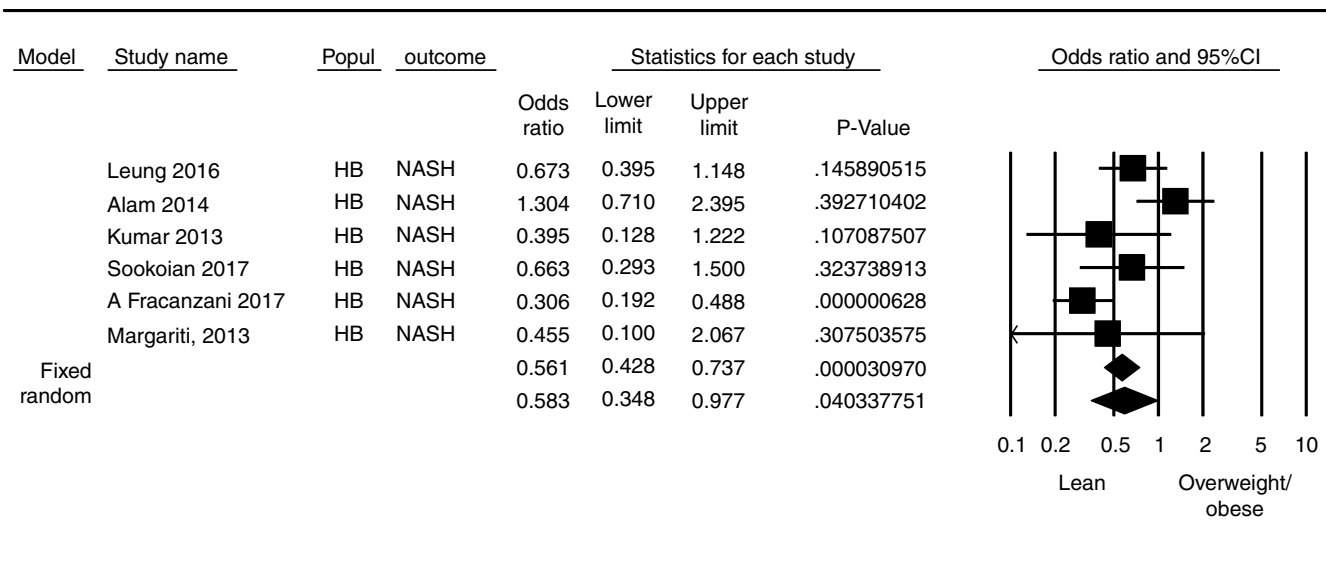 Model Study name Popul outcome Statistics for each study Odds ratio and 95%CI
Odds ratio Lower limit Upper limit P-Value
Leung 2016 HB NASH 0.673 0.395 1.148 .145890515
Alam 2014 HB NASH 1.304 0.710 2.395 .392710402
Kumar 2013 HB NASH 0.395 0.128 1.222 .107087507
Sookoian 2017 HB NASH 0.663 0.293 1.500 .323738913
A Fracanzani 2017 HB NASH 0.306 0.192 0.488 .000000628
Margariti, 2013 HB NASH 0.455 0.100 2.067 .307503575
Fixed 0.561 0.428 0.737 .000030970
random 0.583 0.348 0.977 .040337751
0.1 0.2 0.5 1 2 5 10
Lean Overweight/
obese